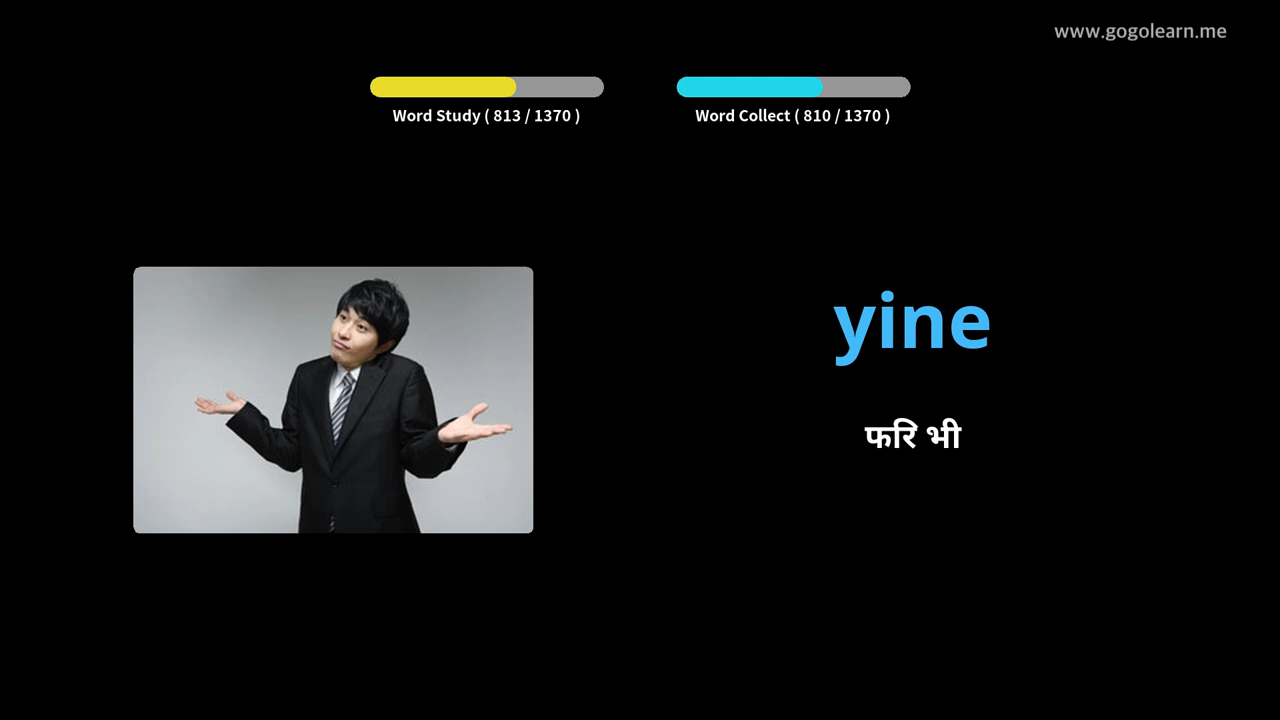 www.gogolearn.me
Word Study ( 813 / 1370 )
Word Collect ( 810 / 1370 )
yine
फरि भी